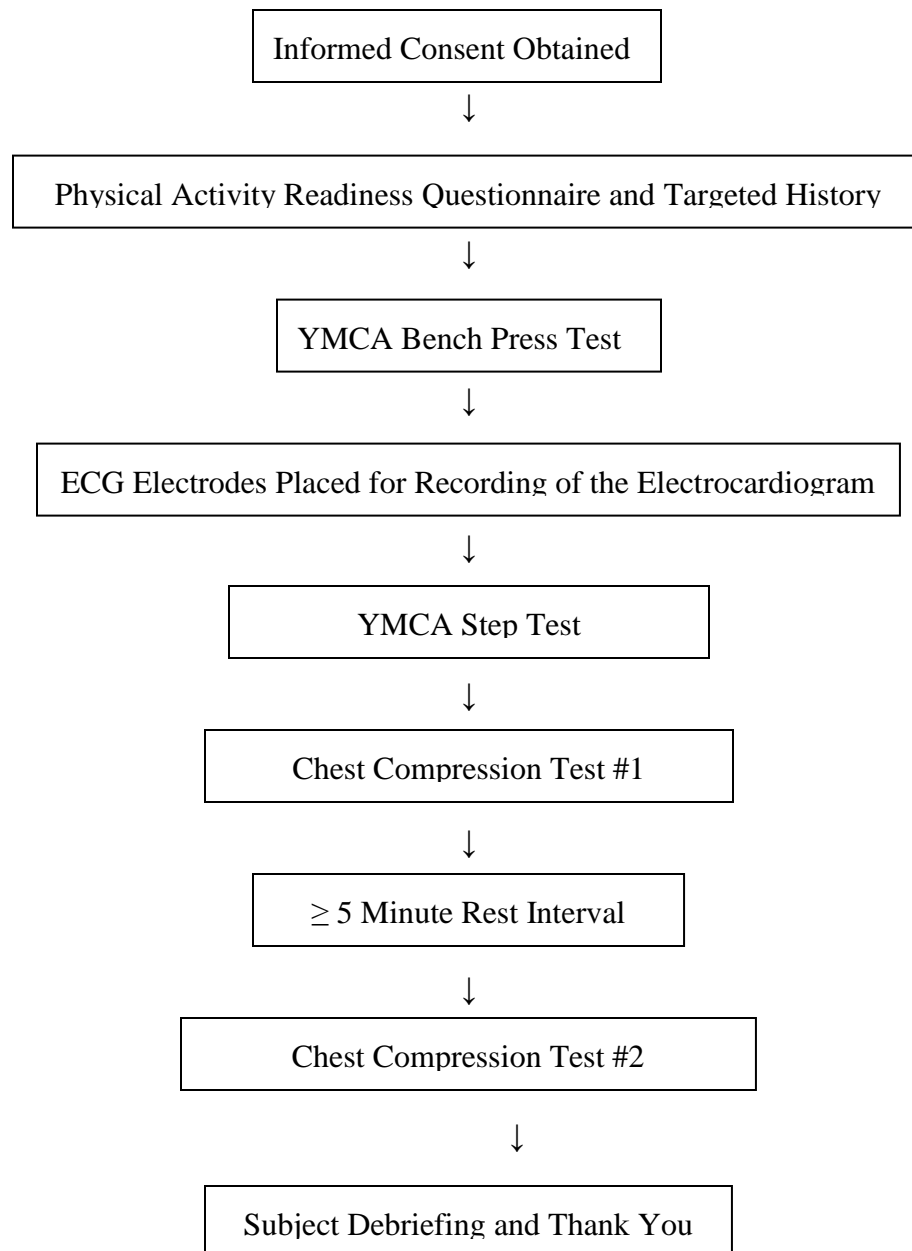 Informed Consent Obtained
↓
Physical Activity Readiness Questionnaire and Targeted History
↓
YMCA Bench Press Test
↓
ECG Electrodes Placed for Recording of the Electrocardiogram
↓
YMCA Step Test
↓
Chest Compression Test #1
↓
≥ 5 Minute Rest Interval
↓
Chest Compression Test #2
↓
Subject Debriefing and Thank You